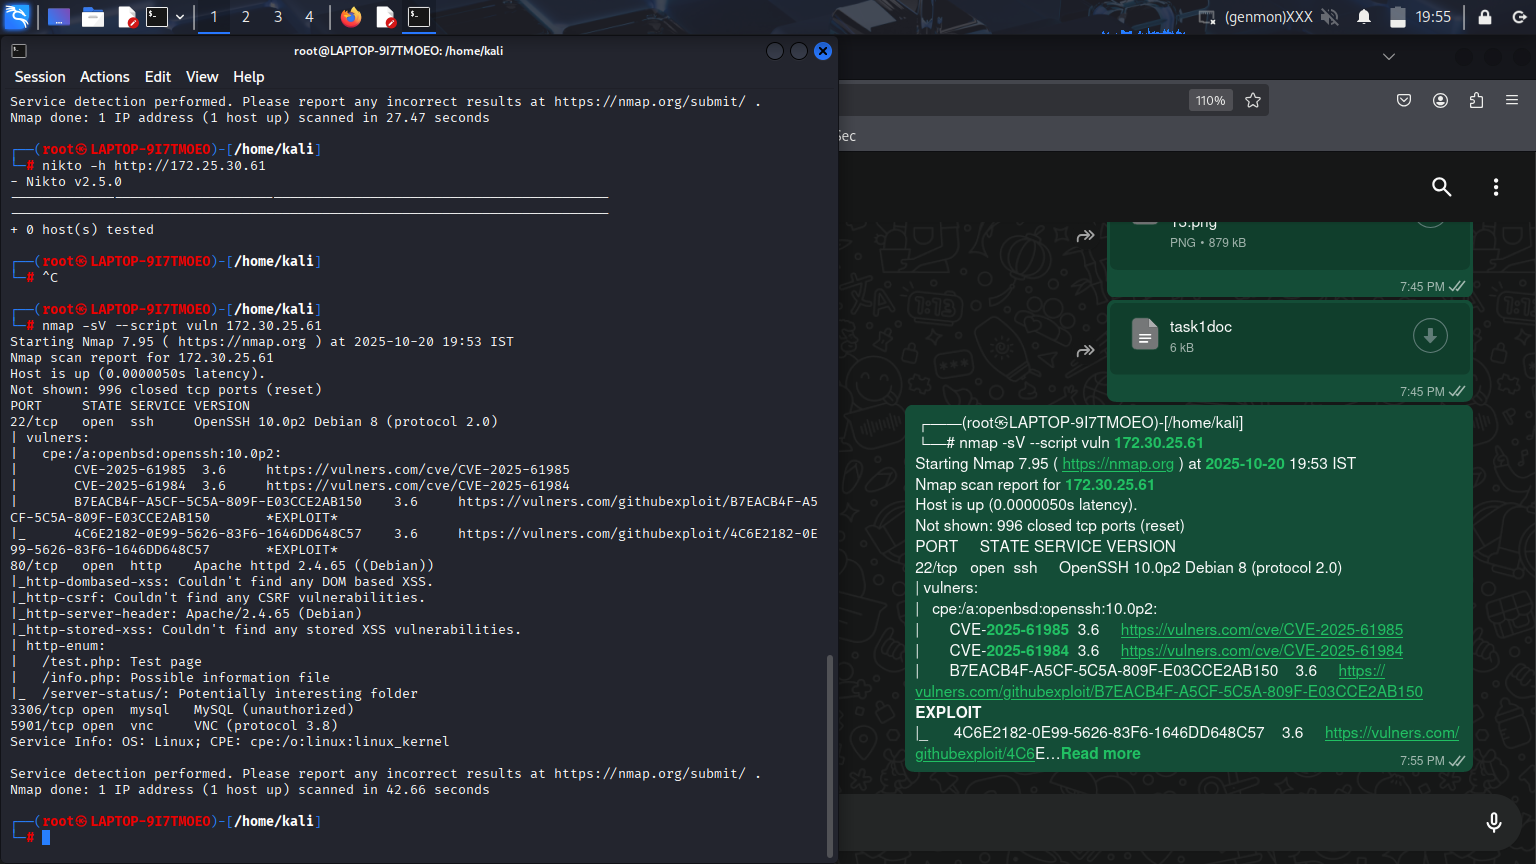 1 2 3 4 (genmon)XXX 19:55
root@LAPTOP-9I7TMOEO: /home/kali
Session Actions Edit View Help
Service detection performed. Please report any incorrect results at https://nmap.org/submit/ .
Nmap done: 1 IP address (1 host up) scanned in 27.47 seconds
┌──(root㉿LAPTOP-9I7TMOEO)-[/home/kali]
└─# nikto -h http://172.25.30.61
- Nikto v2.5.0
+ 0 host(s) tested
┌──(root㉿LAPTOP-9I7TMOEO)-[/home/kali]
└─# ^C
┌──(root㉿LAPTOP-9I7TMOEO)-[/home/kali]
└─# nmap -sV --script vuln 172.30.25.61
Starting Nmap 7.95 ( https://nmap.org ) at 2025-10-20 19:53 IST
Nmap scan report for 172.30.25.61
Host is up (0.0000050s latency).
Not shown: 996 closed tcp ports (reset)
PORT     STATE SERVICE VERSION
22/tcp   open  ssh     OpenSSH 10.0p2 Debian 8 (protocol 2.0)
| vulners:
|   cpe:/a:openbsd:openssh:10.0p2:
|       CVE-2025-61985  3.6     https://vulners.com/cve/CVE-2025-61985
|       CVE-2025-61984  3.6     https://vulners.com/cve/CVE-2025-61984
|       B7EACB4F-A5CF-5C5A-809F-E03CCE2AB150    3.6     https://vulners.com/githubexploit/B7EACB4F-A5
CF-5C5A-809F-E03CCE2AB150       *EXPLOIT*
|_      4C6E2182-0E99-5626-83F6-1646DD648C57    3.6     https://vulners.com/githubexploit/4C6E2182-0E
99-5626-83F6-1646DD648C57       *EXPLOIT*
80/tcp   open  http    Apache httpd 2.4.65 ((Debian))
|_http-dombased-xss: Couldn't find any DOM based XSS.
|_http-csrf: Couldn't find any CSRF vulnerabilities.
|_http-server-header: Apache/2.4.65 (Debian)
|_http-stored-xss: Couldn't find any stored XSS vulnerabilities.
| http-enum:
|   /test.php: Test page
|   /info.php: Possible information file
|_  /server-status/: Potentially interesting folder
3306/tcp open  mysql   MySQL (unauthorized)
5901/tcp open  vnc     VNC (protocol 3.8)
Service Info: OS: Linux; CPE: cpe:/o:linux:linux_kernel
Service detection performed. Please report any incorrect results at https://nmap.org/submit/ .
Nmap done: 1 IP address (1 host up) scanned in 42.66 seconds
┌──(root㉿LAPTOP-9I7TMOEO)-[/home/kali]
└─#
110%
Sec
13.png
PNG • 879 kB
7:45 PM
task1doc
6 kB
7:45 PM
┌──(root㉿LAPTOP-9I7TMOEO)-[/home/kali]
└─# nmap -sV --script vuln 172.30.25.61
Starting Nmap 7.95 ( https://nmap.org ) at 2025-10-20 19:53 IST
Nmap scan report for 172.30.25.61
Host is up (0.0000050s latency).
Not shown: 996 closed tcp ports (reset)
PORT     STATE SERVICE VERSION
22/tcp   open  ssh     OpenSSH 10.0p2 Debian 8 (protocol 2.0)
| vulners:
|   cpe:/a:openbsd:openssh:10.0p2:
|       CVE-2025-61985  3.6     https://vulners.com/cve/CVE-2025-61985
|       CVE-2025-61984  3.6     https://vulners.com/cve/CVE-2025-61984
|       B7EACB4F-A5CF-5C5A-809F-E03CCE2AB150    3.6     https://
vulners.com/githubexploit/B7EACB4F-A5CF-5C5A-809F-E03CCE2AB150
EXPLOIT
|_      4C6E2182-0E99-5626-83F6-1646DD648C57    3.6     https://vulners.com/
githubexploit/4C6E…Read more
7:55 PM